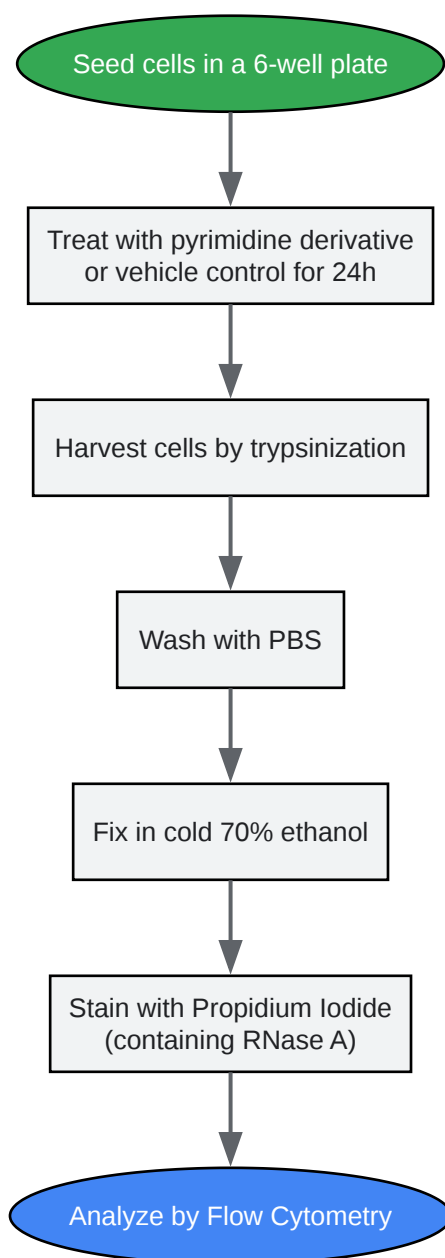 Seed cells in a 6-well plate
Treat with pyrimidine derivative
or vehicle control for 24h
Harvest cells by trypsinization
Wash with PBS
Fix in cold 70% ethanol
Stain with Propidium Iodide
(containing RNase A)
Analyze by Flow Cytometry